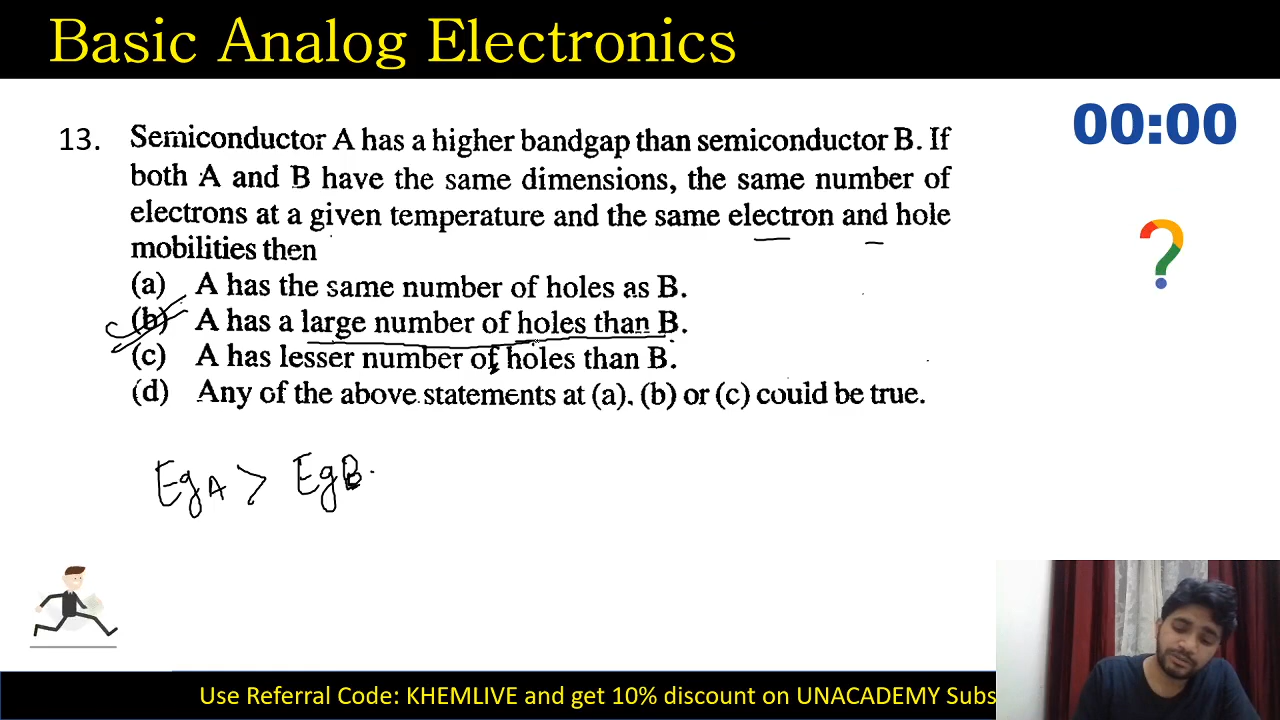 Basic Analog Electronics
00:00
13. Semiconductor A has a higher bandgap than semiconductor B. If
both A and B have the same dimensions, the same number of
electrons at a given temperature and the same electron and hole
mobilities then
(a) A has the same number of holes as B.
(b) A has a large number of holes than B.
(c) A has lesser number of holes than B.
(d) Any of the above statements at (a), (b) or (c) could be true.
EgA > EgB.
?
Use Referral Code: KHEMLIVE and get 10% discount on UNACADEMY Subs